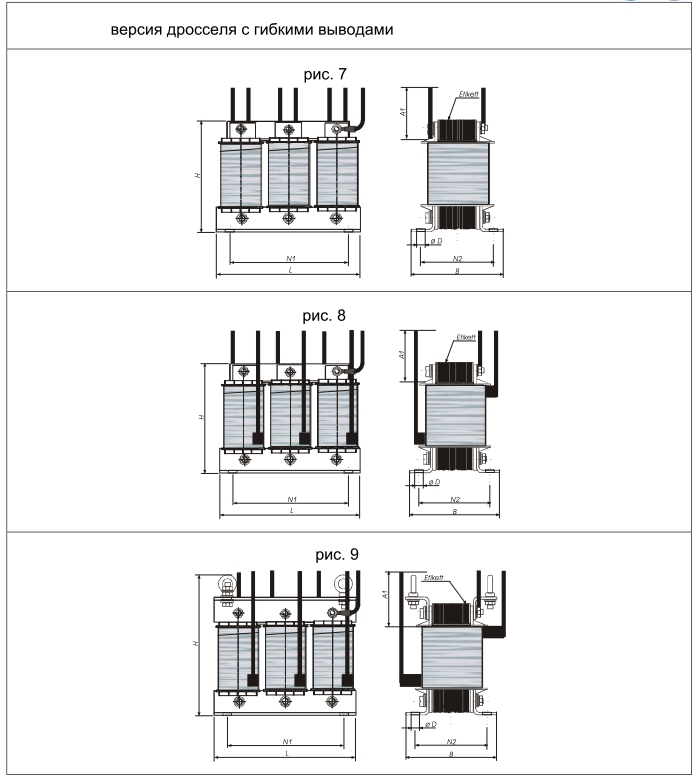 версия дросселя с гибкими выводами
рис. 7
Etikett
A1
H
N1
L
ø D
N2
B
рис. 8
Etikett
A1
H
N1
L
ø D
N2
B
рис. 9
Etikett
A1
H
N1
L
ø D
N2
B